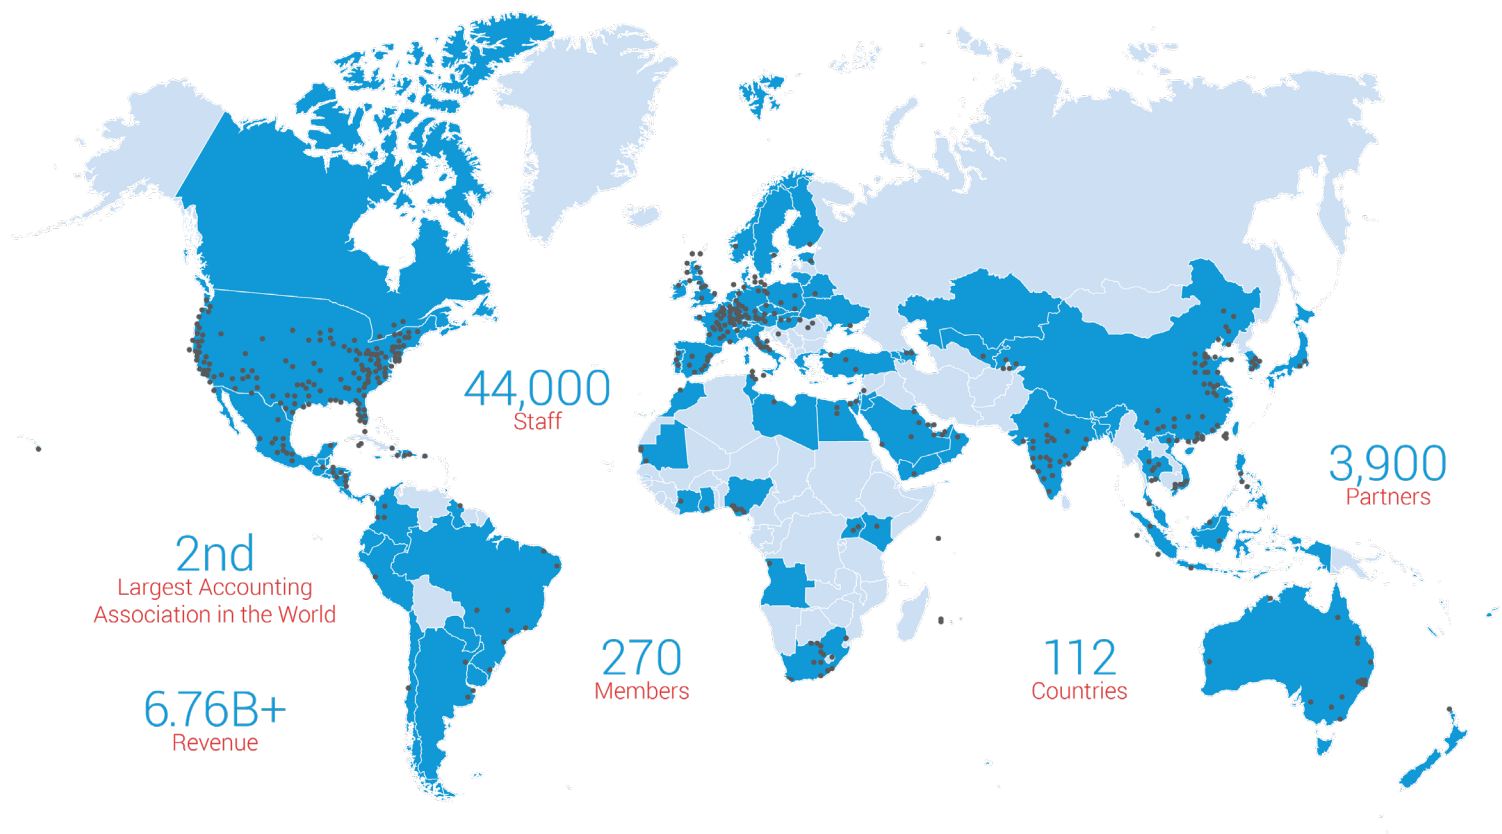 44,000
Staff
3,900
Partners
2nd
Largest Accounting
Association in the World
270
Members
112
Countries
6.76B+
Revenue